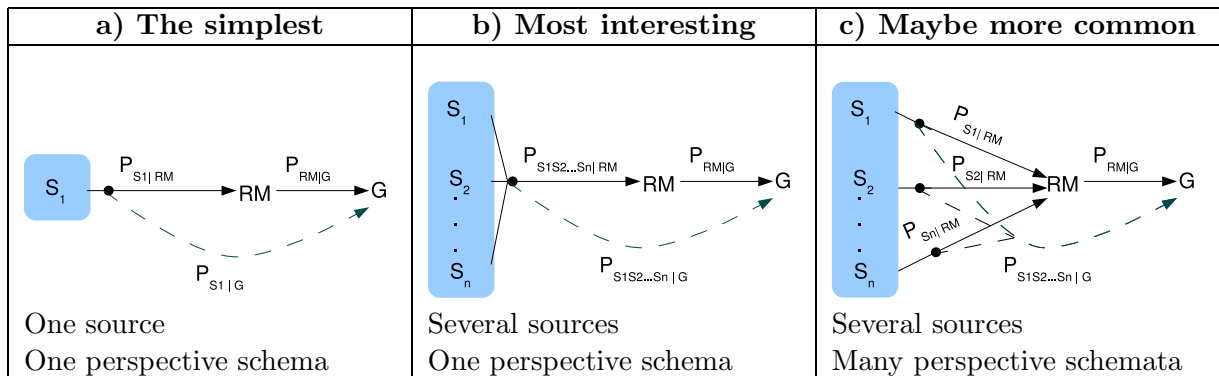 a) The simplest
b) Most interesting
c) Maybe more common
S1
P S1| RM
RM
P RM|G
G
P S1 | G
One source
One perspective schema
S1
S2
.
.
.
Sn
P S1S2...Sn| RM
RM
P RM|G
G
P S1S2...Sn | G
Several sources
One perspective schema
S1
S2
.
.
.
Sn
P S1| RM
P S2| RM
P Sn| RM
RM
P RM|G
G
P S1S2...Sn | G
Several sources
Many perspective schemata